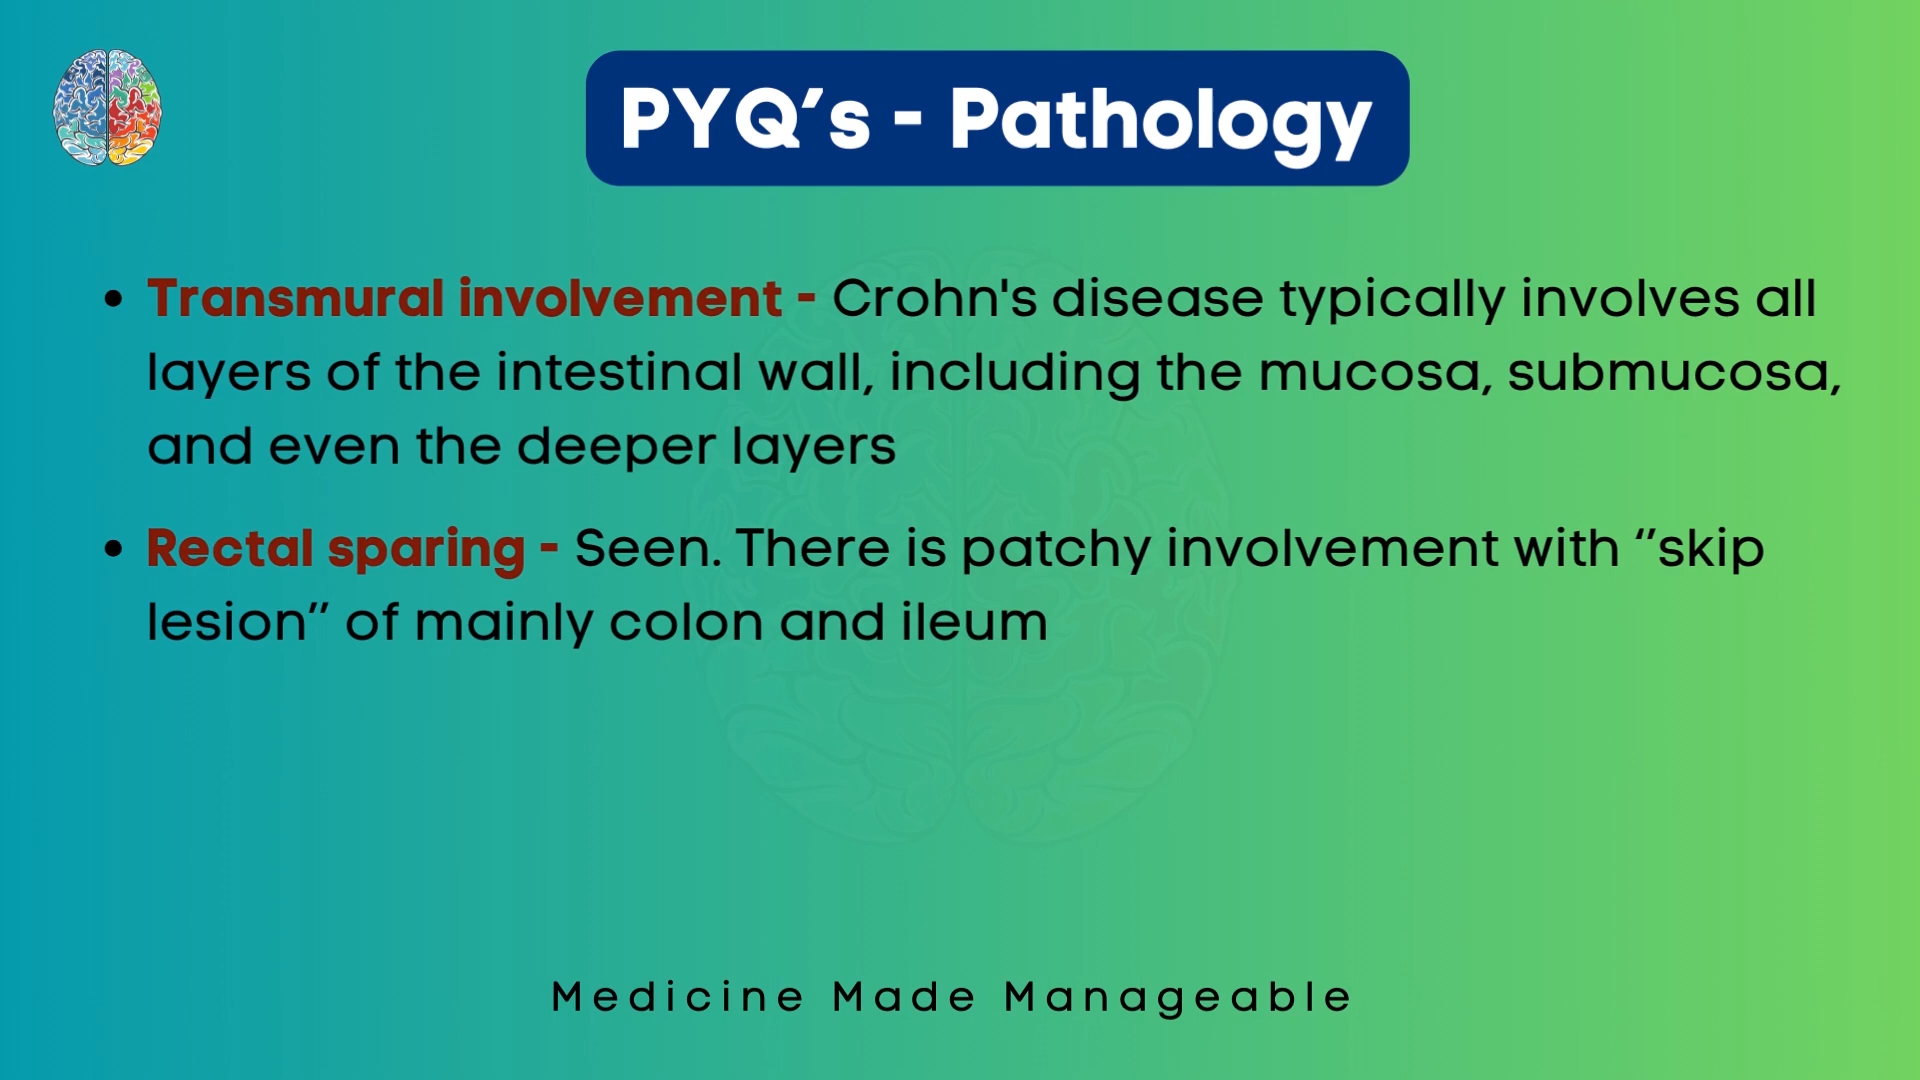 PYQ’s - Pathology
• Transmural involvement - Crohn's disease typically involves all
layers of the intestinal wall, including the mucosa, submucosa,
and even the deeper layers
• Rectal sparing - Seen. There is patchy involvement with “skip
lesion” of mainly colon and ileum
Medicine Made Manageable